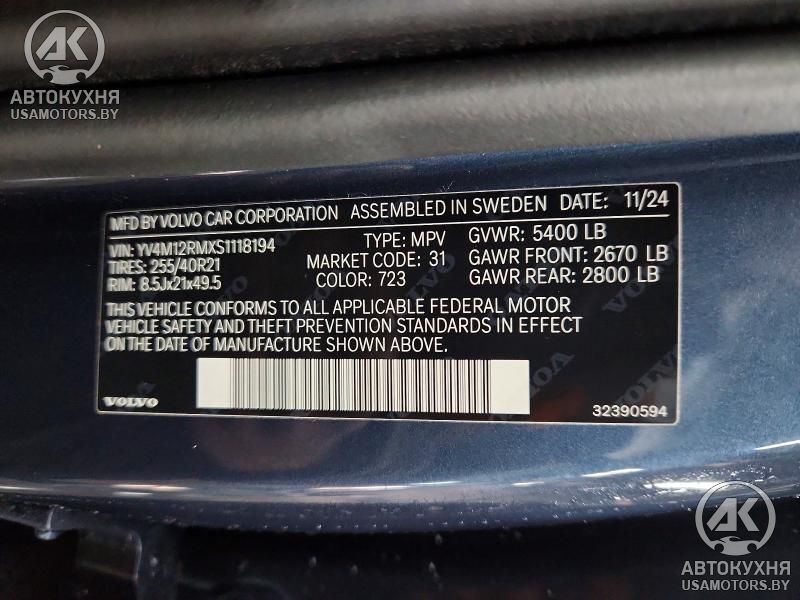 AK
АВТОКУХНЯ
USAMOTORS.BY
MFD BY VOLVO CAR CORPORATION ASSEMBLED IN SWEDEN DATE: 11/24
VIN: YV4M12RMXS1118194 TYPE: MPV GVWR: 5400 LB
TIRES: 255/40R21 MARKET CODE: 31 GAWR FRONT: 2670 LB
RIM: 8.5Jx21x49.5 COLOR: 723 GAWR REAR: 2800 LB
THIS VEHICLE CONFORMS TO ALL APPLICABLE FEDERAL MOTOR
VEHICLE SAFETY AND THEFT PREVENTION STANDARDS IN EFFECT
ON THE DATE OF MANUFACTURE SHOWN ABOVE.
VOLVO 32390594
AK
АВТОКУХНЯ
USAMOTORS.BY